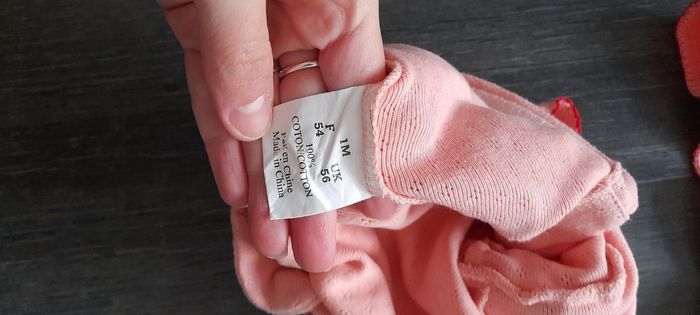 1M
F UK
54 56
100%
COTON/COTTON
Fait en Chine
Made in China